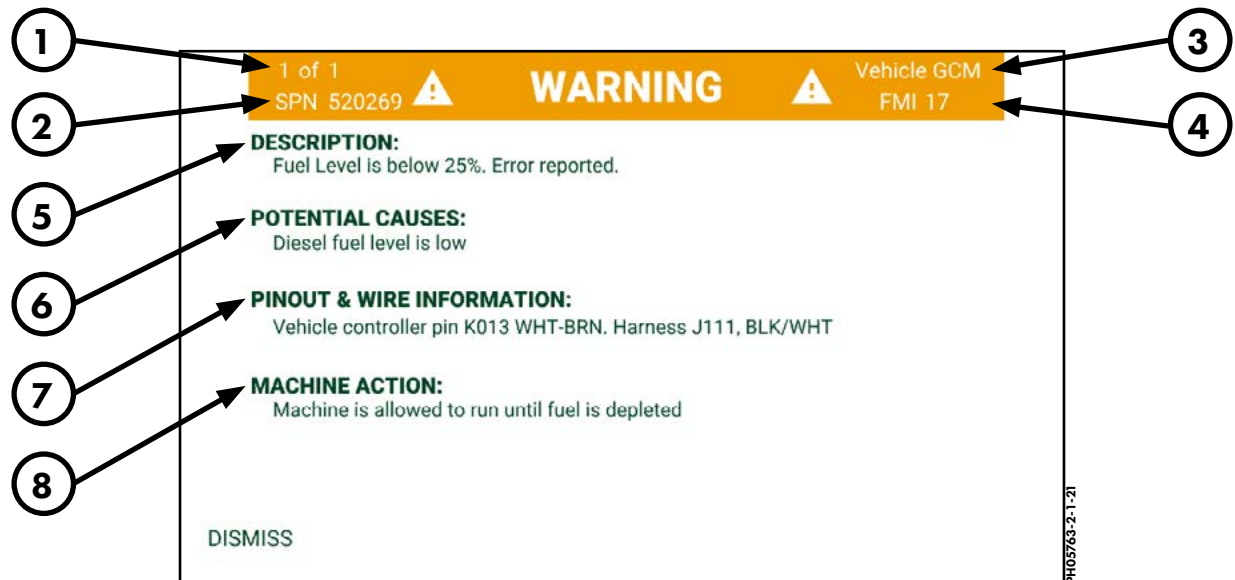 1
1 of 1
WARNING
Vehicle GCM
3
2
SPN 520269
FMI 17
4
5
DESCRIPTION:
Fuel Level is below 25%. Error reported.
6
POTENTIAL CAUSES:
Diesel fuel level is low
7
PINOUT & WIRE INFORMATION:
Vehicle controller pin K013 WHT-BRN. Harness J111, BLK/WHT
8
MACHINE ACTION:
Machine is allowed to run until fuel is depleted
DISMISS
PH05763-2-1-21